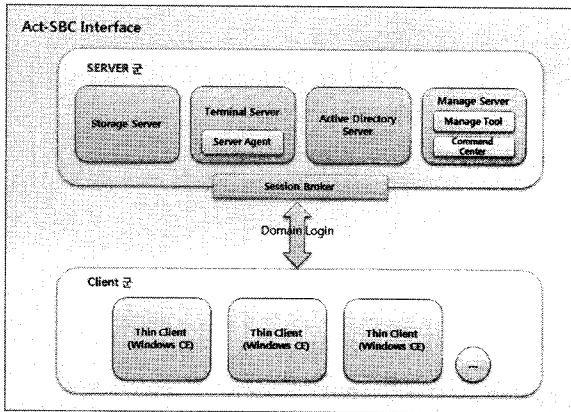 Act-SBC Interface
SERVER 군
Storage Server
Terminal Server
Server Agent
Active Directory
Server
Manage Server
Manage Tool
Command
Center
Session Broker
Domain Login
Client 군
Thin Client
(Windows CE)
Thin Client
(Windows CE)
Thin Client
(Windows CE)
...